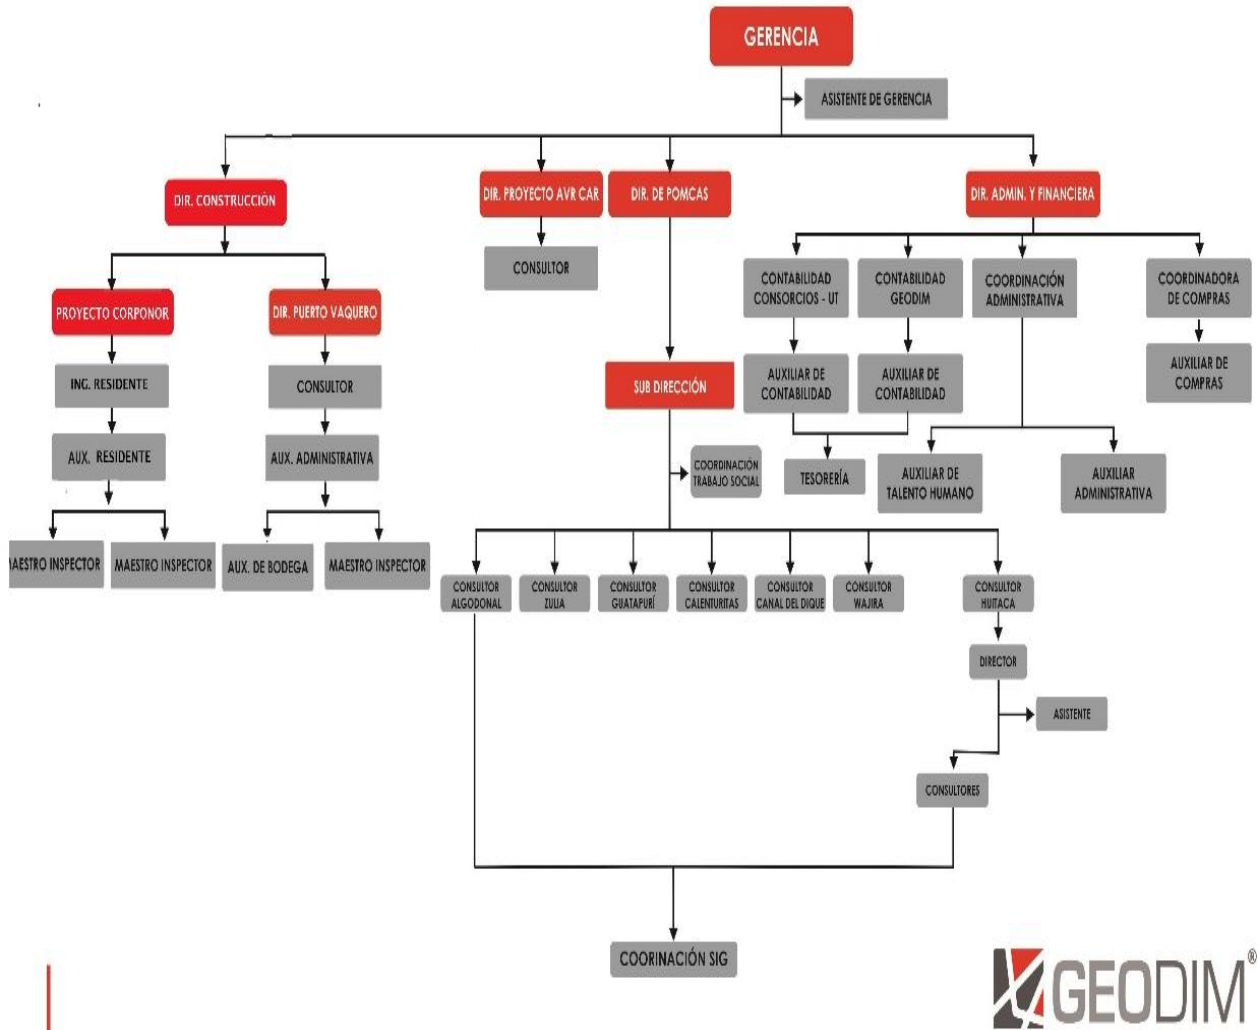 GERENCIA
ASISTENTE DE GERENCIA
DIR. CONSTRUCCIÓN
DIR. PROYECTO AVR CAR
DIR. DE POMCAS
DIR. ADMIN. Y FINANCIERA
CONSULTOR
CONTABILIDAD
CONSORCIOS - UT
CONTABILIDAD
GEODIM
COORDINACIÓN
ADMINISTRATIVA
COORDINADORA
DE COMPRAS
PROYECTO CORPONOR
DIR. PUERTO VAQUERO
ING. RESIDENTE
CONSULTOR
SUB DIRECCIÓN
AUXILIAR DE
CONTABILIDAD
AUXILIAR DE
CONTABILIDAD
AUXILIAR DE
COMPRAS
AUX. RESIDENTE
AUX. ADMINISTRATIVA
COORDINACIÓN
TRABAJO SOCIAL
TESORERÍA
AUXILIAR DE
TALENTO HUMANO
AUXILIAR
ADMINISTRATIVA
MAESTRO INSPECTOR
MAESTRO INSPECTOR
AUX. DE BODEGA
MAESTRO INSPECTOR
CONSULTOR
ALGODONAL
CONSULTOR
ZULIA
CONSULTOR
GUATAPURÍ
CONSULTOR
CALENTURITAS
CONSULTOR
CANAL DEL DIQUE
CONSULTOR
WAJIRA
CONSULTOR
HUITACA
DIRECTOR
ASISTENTE
CONSULTORES
COORINACIÓN SIG
GEODIM®